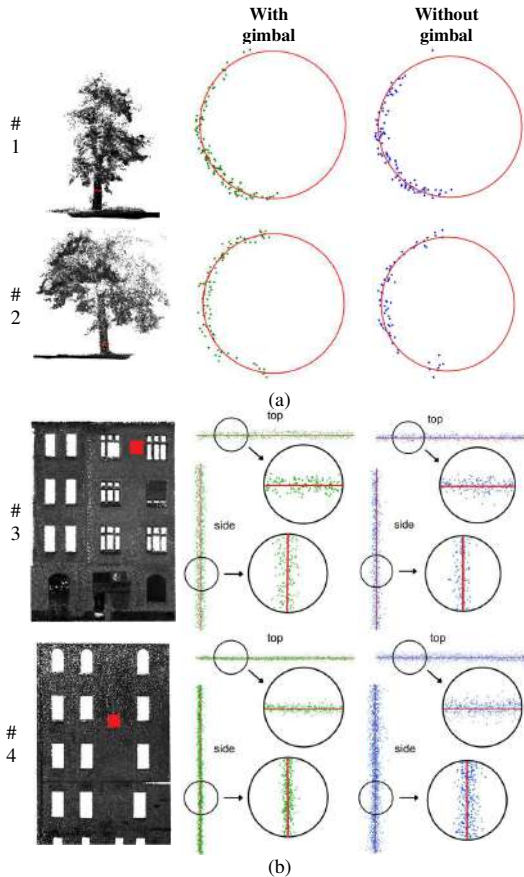 With
gimbal
Without
gimbal
#
1
#
2
(a)
top
top
#
3
side
side
top
top
#
4
side
side
(b)